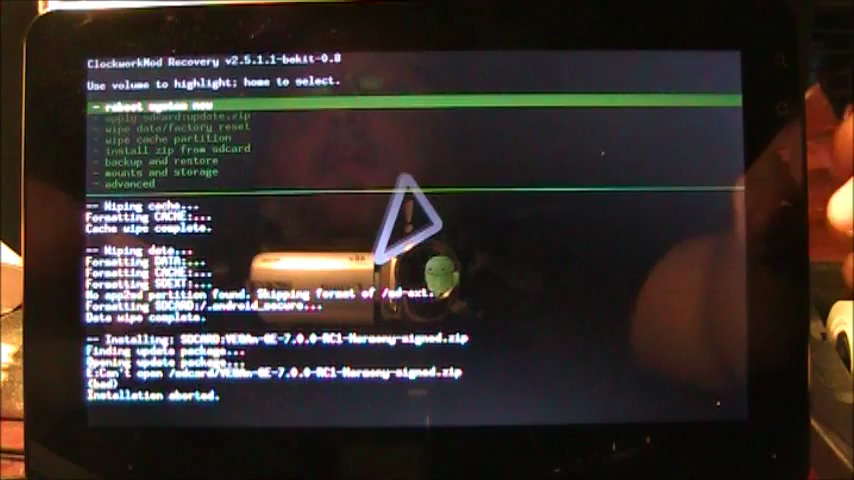 ClockworkMod Recovery v2.5.1.1-bekit-0.8
Use volume to highlight; home to select.
- reboot system now
- apply sdcard:update.zip
- wipe data/factory reset
- wipe cache partition
- install zip from sdcard
- backup and restore
- mounts and storage
- advanced
-- Wiping cache...
Formatting CACHE:...
Cache wipe complete.
-- Wiping data...
Formatting DATA:...
Formatting CACHE:...
Formatting SDEXT:...
No app2sd partition found. Skipping format of /sd-ext.
Formatting SDCARD:/.android_secure...
Data wipe complete.
-- Installing: SDCARD:VEGAn-GE-7.0.0-RC1-Harmony-signed.zip
Finding update package...
Opening update package...
E:Can't open /sdcard/VEGAn-GE-7.0.0-RC1-Harmony-signed.zip
(bad)
Installation aborted.